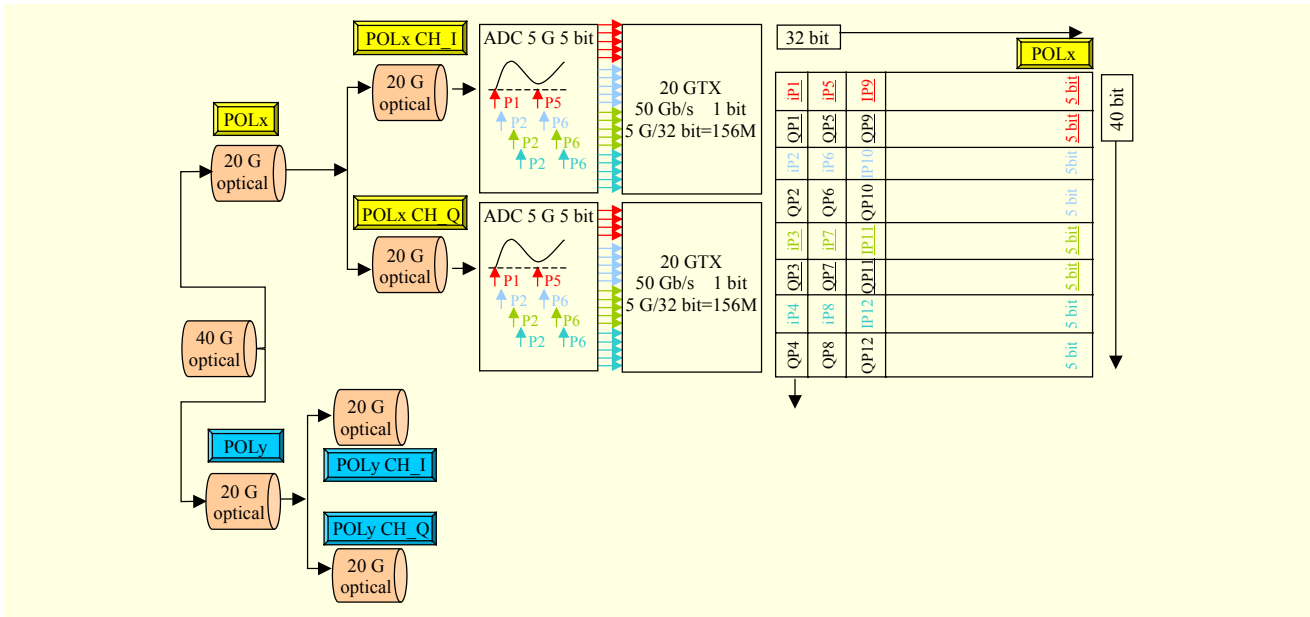 POLx CH_I
20 G
optical
ADC 5 G 5 bit
P1 P5
P2 P6
P2 P6
P2 P6
20 GTX
50 Gb/s 1 bit
5 G/32 bit=156M
POLx
20 G
optical
POLx CH_Q
20 G
optical
ADC 5 G 5 bit
P1 P5
P2 P6
P2 P6
P2 P6
20 GTX
50 Gb/s 1 bit
5 G/32 bit=156M
32 bit
POLx
40 bit
iP1 iP5 IP9 5 bit
QP1 QP5 QP9 5 bit
iP2 iP6 IP10 5bit
QP2 QP6 QP10 5 bit
iP3 iP7 IP11 5 bit
QP3 QP7 QP11 5 bit
iP4 iP8 IP12 5 bit
QP4 QP8 QP12 5 bit
40 G
optical
POLy
20 G
optical
20 G
optical
POLy CH_I
POLy CH_Q
20 G
optical